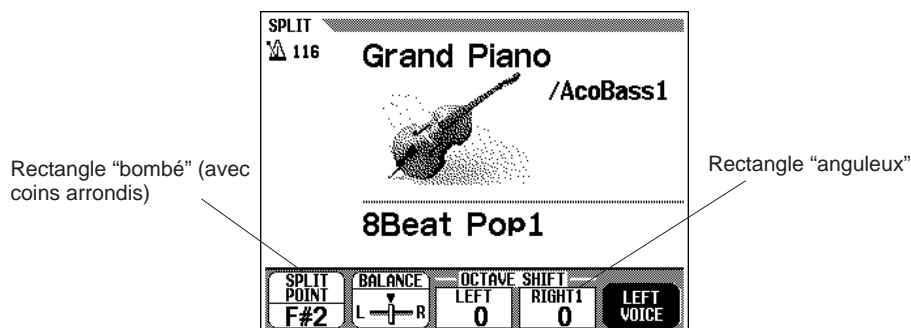 SPLIT
116
Grand Piano
/AcoBass1
Rectangle “bombé” (avec
coins arrondis)
Rectangle “anguleux”
8Beat Pop1
SPLIT
POINT
F#2
BALANCE
L R
OCTAVE SHIFT
LEFT
0
RIGHT1
0
LEFT
VOICE